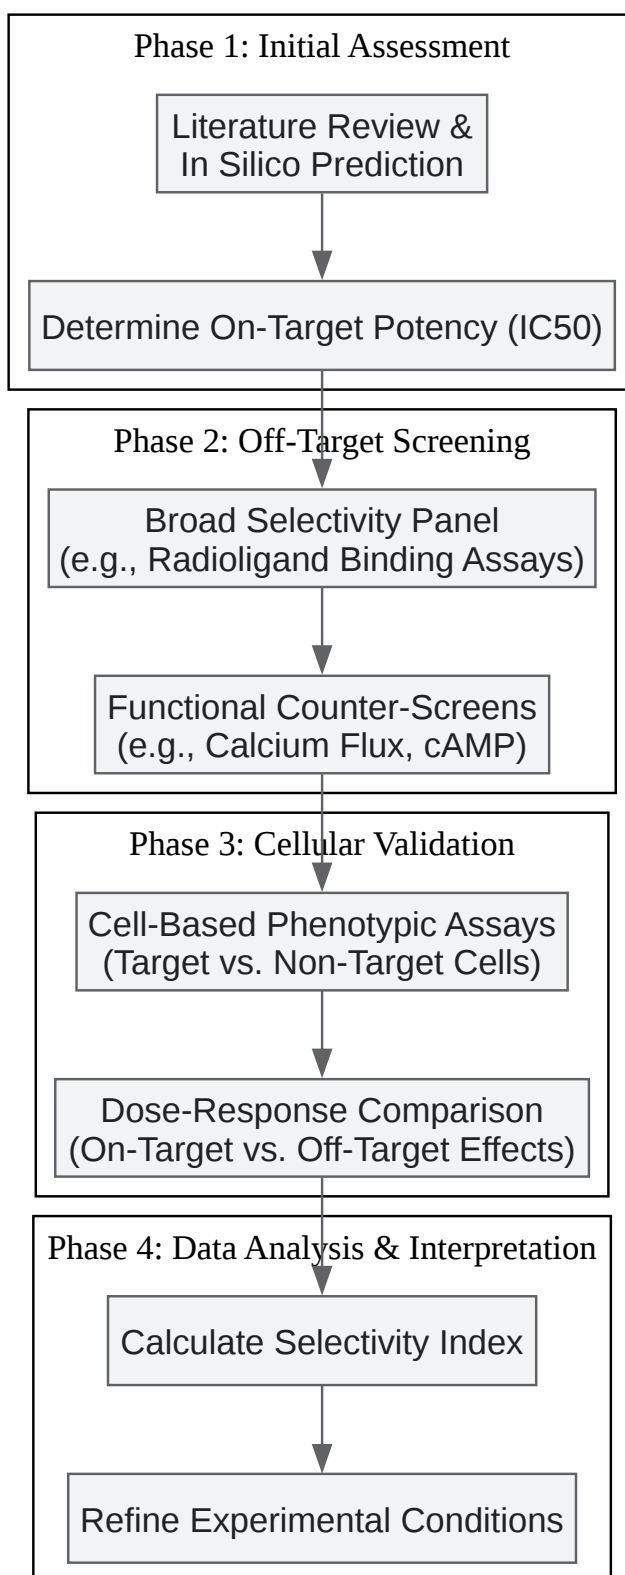 Phase 1: Initial Assessment
Literature Review &
In Silico Prediction
Determine On-Target Potency (IC50)
Phase 2: Off-Target Screening
Broad Selectivity Panel
(e.g., Radioligand Binding Assays)
Functional Counter-Screens
(e.g., Calcium Flux, cAMP)
Phase 3: Cellular Validation
Cell-Based Phenotypic Assays
(Target vs. Non-Target Cells)
Dose-Response Comparison
(On-Target vs. Off-Target Effects)
Phase 4: Data Analysis & Interpretation
Calculate Selectivity Index
Refine Experimental Conditions